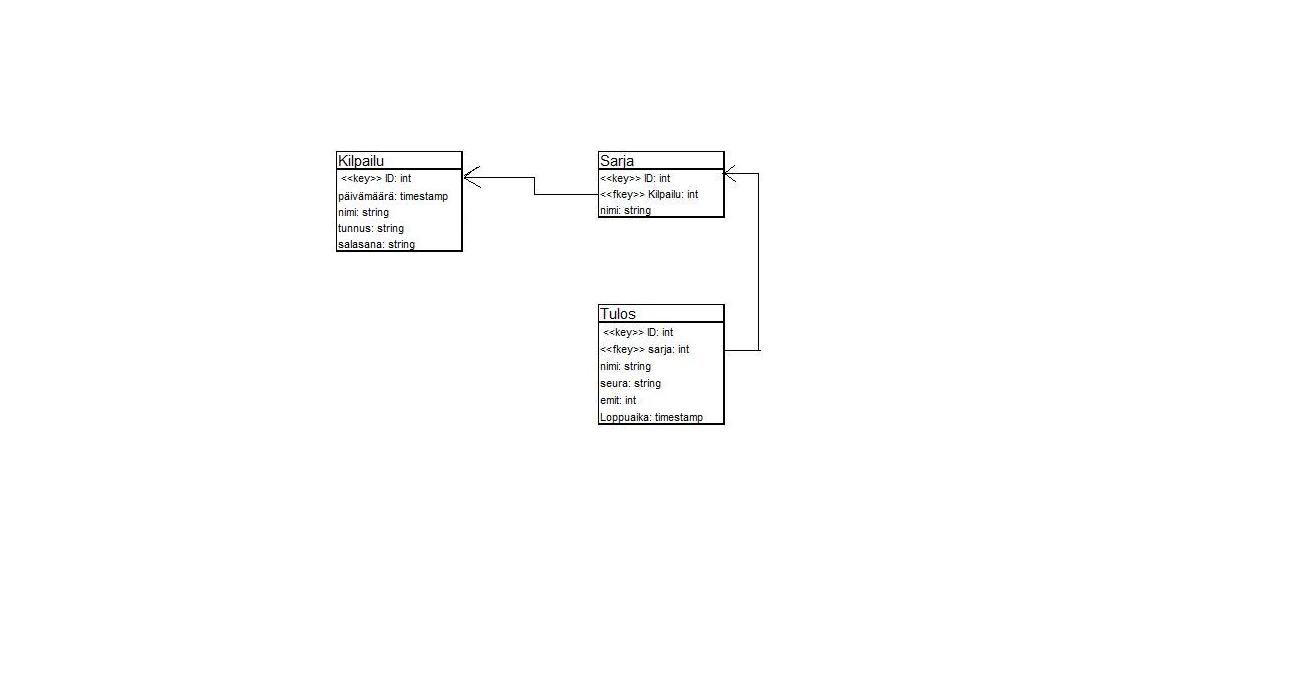 Kilpailu
<<key>> ID: int
päivämäärä: timestamp
nimi: string
tunnus: string
salasana: string
Sarja
<<key>> ID: int
<<fkey>> Kilpailu: int
nimi: string
Tulos
<<key>> ID: int
<<fkey>> sarja: int
nimi: string
seura: string
emit: int
Loppuaika: timestamp